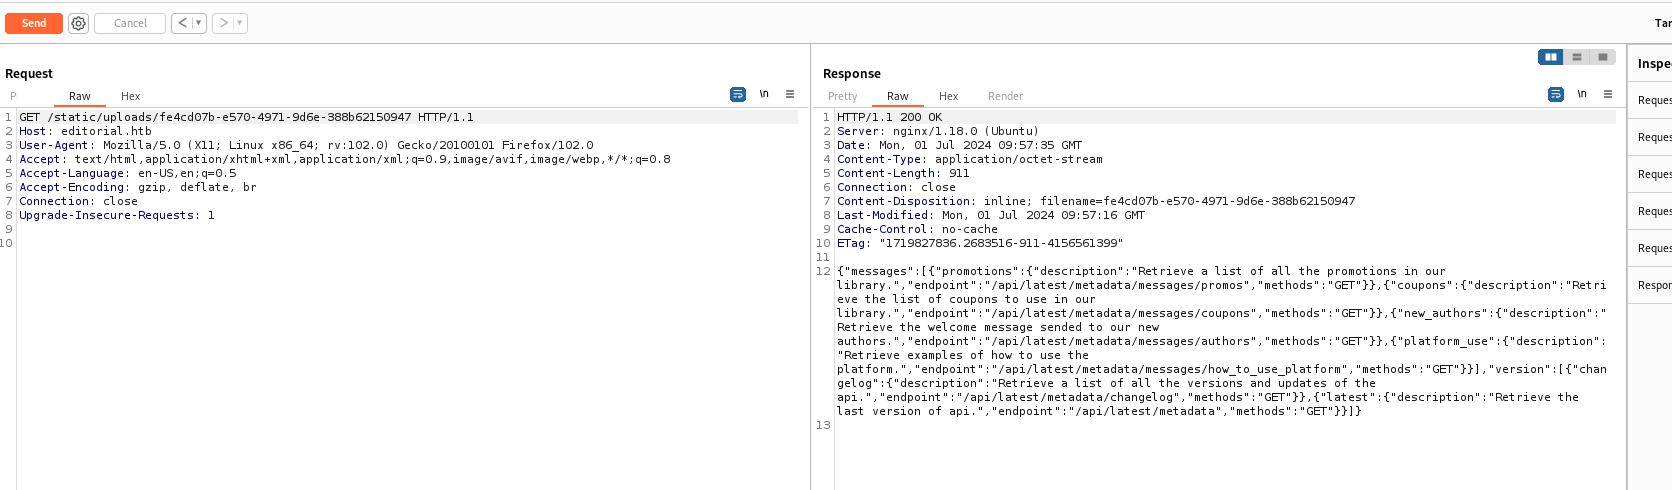 Send Cancel < >
Tar
Request
P Raw Hex \n
1 GET /static/uploads/fe4cd07b-e570-4971-9d6e-388b62150947 HTTP/1.1
2 Host: editorial.htb
3 User-Agent: Mozilla/5.0 (X11; Linux x86_64; rv:102.0) Gecko/20100101 Firefox/102.0
4 Accept: text/html,application/xhtml+xml,application/xml;q=0.9,image/avif,image/webp,*/*;q=0.8
5 Accept-Language: en-US,en;q=0.5
6 Accept-Encoding: gzip, deflate, br
7 Connection: close
8 Upgrade-Insecure-Requests: 1
9
10
Response
Pretty Raw Hex Render \n
1 HTTP/1.1 200 OK
2 Server: nginx/1.18.0 (Ubuntu)
3 Date: Mon, 01 Jul 2024 09:57:35 GMT
4 Content-Type: application/octet-stream
5 Content-Length: 911
6 Connection: close
7 Content-Disposition: inline; filename=fe4cd07b-e570-4971-9d6e-388b62150947
8 Last-Modified: Mon, 01 Jul 2024 09:57:16 GMT
9 Cache-Control: no-cache
10 ETag: "1719827836.2683516-911-4156561399"
11
12 {"messages":[{"promotions":{"description":"Retrieve a list of all the promotions in our
library.","endpoint":"/api/latest/metadata/messages/promos","methods":"GET"}},{"coupons":{"description":"Retri
eve the list of coupons to use in our
library.","endpoint":"/api/latest/metadata/messages/coupons","methods":"GET"}},{"new_authors":{"description":"
Retrieve the welcome message sended to our new
authors.","endpoint":"/api/latest/metadata/messages/authors","methods":"GET"}},{"platform_use":{"description":
"Retrieve examples of how to use the
platform.","endpoint":"/api/latest/metadata/messages/how_to_use_platform","methods":"GET"}}],"version":[{"chan
gelog":{"description":"Retrieve a list of all the versions and updates of the
api.","endpoint":"/api/latest/metadata/changelog","methods":"GET"}},{"latest":{"description":"Retrieve the
last version of api.","endpoint":"/api/latest/metadata","methods":"GET"}}]}
13
Inspe
Reques
Reques
Reques
Reques
Reques
Respor